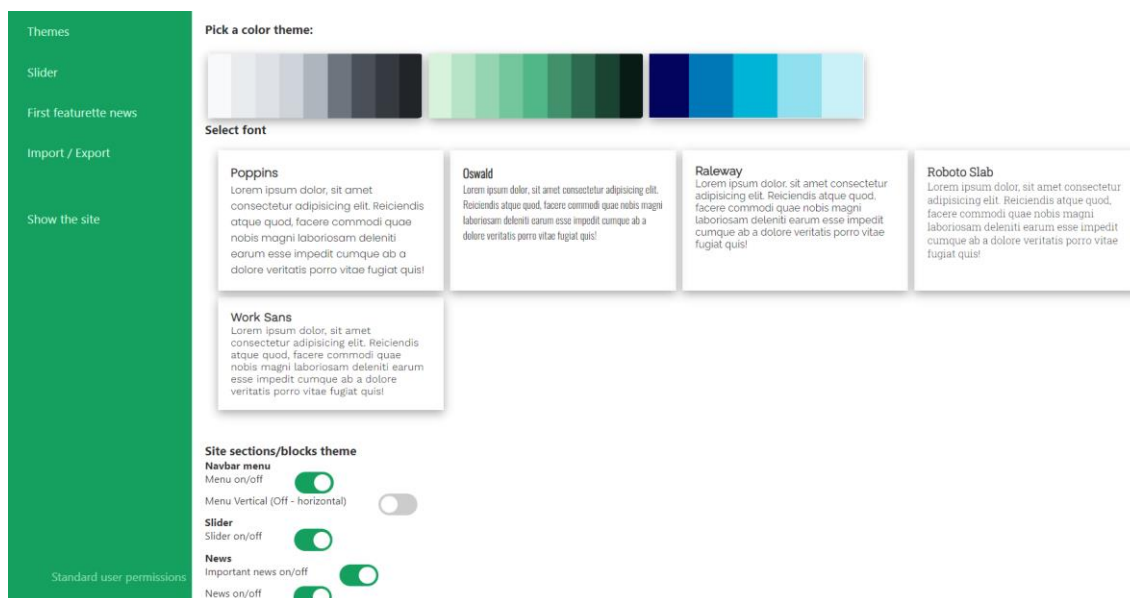 Themes
Slider
First featurette news
Import / Export
Show the site
Standard user permissions
Pick a color theme:
Select font
Poppins
Lorem ipsum dolor, sit amet
consectetur adipisicing elit. Reiciendis
atque quod, facere commodi quae
nobis magni laboriosam deleniti
earum esse impedit cumque ab a
dolore veritatis porro vitae fugiat quis!
Oswald
Lorem ipsum dolor, sit amet consectetur adipisicing elit.
Reiciendis atque quod, facere commodi quae nobis magni
laboriosam deleniti earum esse impedit cumque ab a
dolore veritatis porro vitae fugiat quis!
Raleway
Lorem ipsum dolor, sit amet consectetur
adipisicing elit. Reiciendis atque quod,
facere commodi quae nobis magni
laboriosam deleniti earum esse impedit
cumque ab a dolore veritatis porro vitae
fugiat quis!
Roboto Slab
Lorem ipsum dolor, sit amet consectetur
adipisicing elit. Reiciendis atque quod,
facere commodi quae nobis magni
laboriosam deleniti earum esse impedit
cumque ab a dolore veritatis porro vitae
fugiat quis!
Work Sans
Lorem ipsum dolor, sit amet
consectetur adipisicing elit. Reiciendis
atque quod, facere commodi quae
nobis magni laboriosam deleniti earum
esse impedit cumque ab a dolore
veritatis porro vitae fugiat quis!
Site sections/blocks theme
Navbar menu
Menu on/off
Menu Vertical (Off - horizontal)
Slider
Slider on/off
News
Important news on/off
News on/off